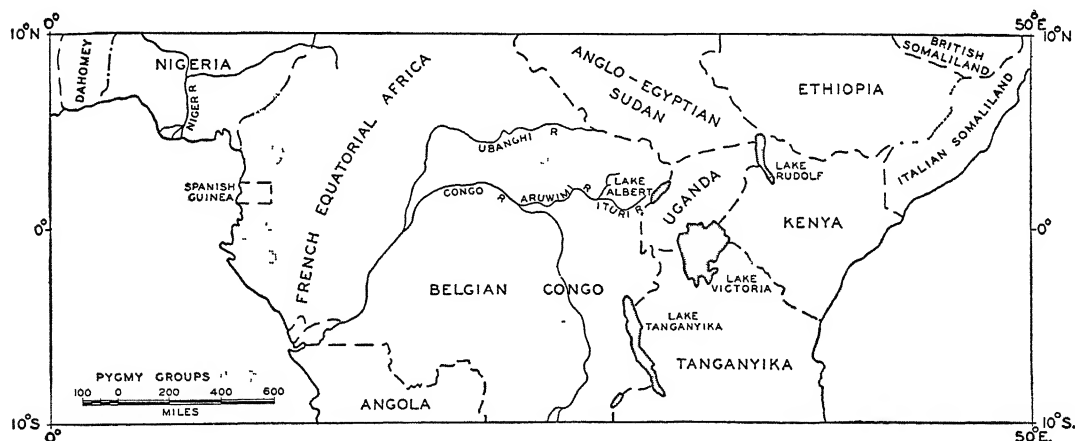 0°
10°N
50°E.
10°N
DAHOMEY
NIGERIA
NIGER R
FRENCH EQUATORIAL AFRICA
ANGLO-EGYPTIAN
SUDAN
BRITISH
SOMALILAND
ETHIOPIA
ITALIAN SOMALILAND
UBANGHI R
SPANISH
GUINEA
CONGO R
ARUWIMI R
LAKE
ALBERT
ITURI R
UGANDA
LAKE
RUDOLF
KENYA
0°
0°
BELGIAN CONGO
LAKE
VICTORIA
LAKE
TANGANYIKA
TANGANYIKA
PYGMY GROUPS
100 0 200 400 600
MILES
ANGOLA
10°S
0°
10°S.
50°E.